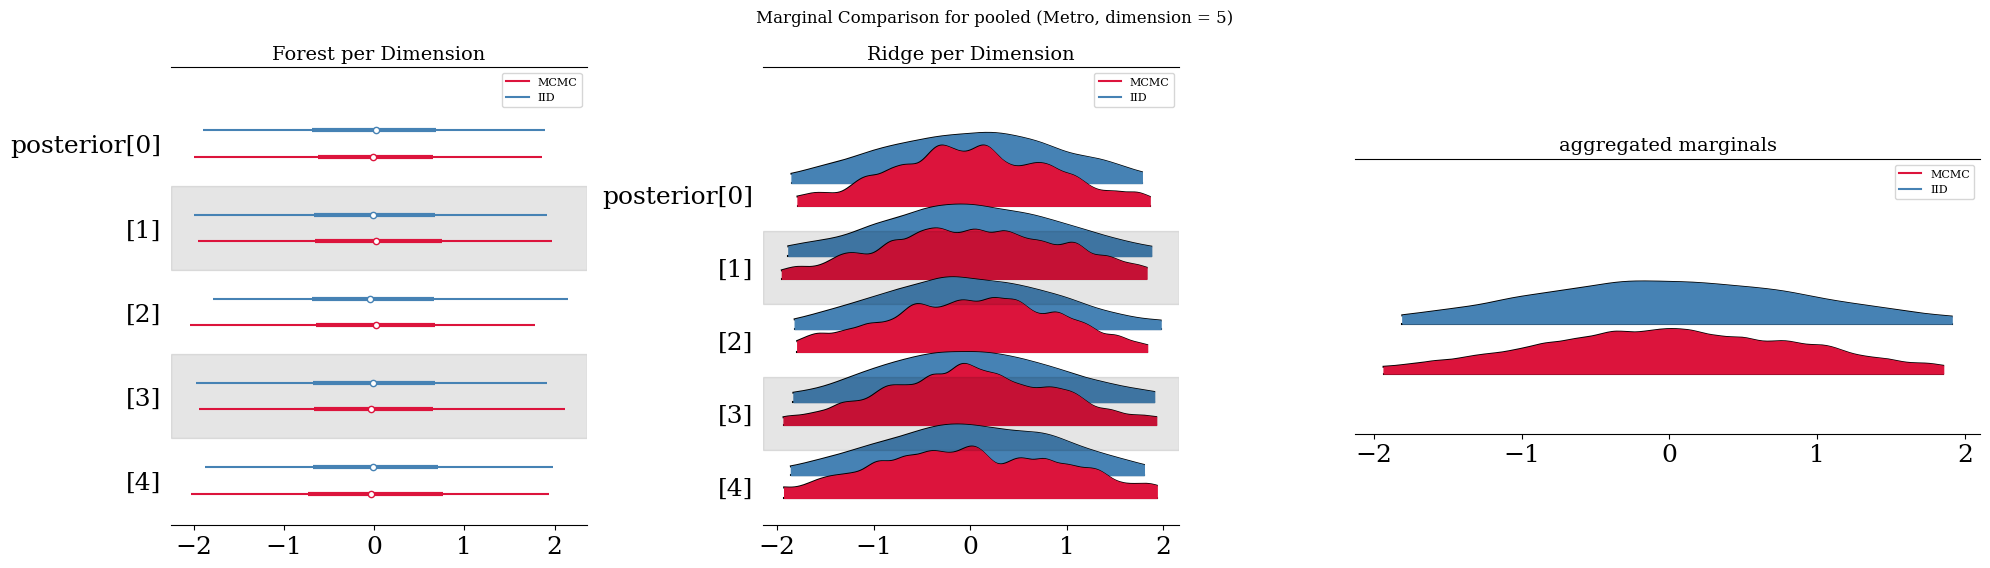 Marginal Comparison for pooled (Metro, dimension = 5)
Forest per Dimension
MCMC
IID
posterior[0]
[1]
[2]
[3]
[4]
−2 −1 0 1 2
Ridge per Dimension
MCMC
IID
posterior[0]
[1]
[2]
[3]
[4]
−2 −1 0 1 2
aggregated marginals
MCMC
IID
−2 −1 0 1 2